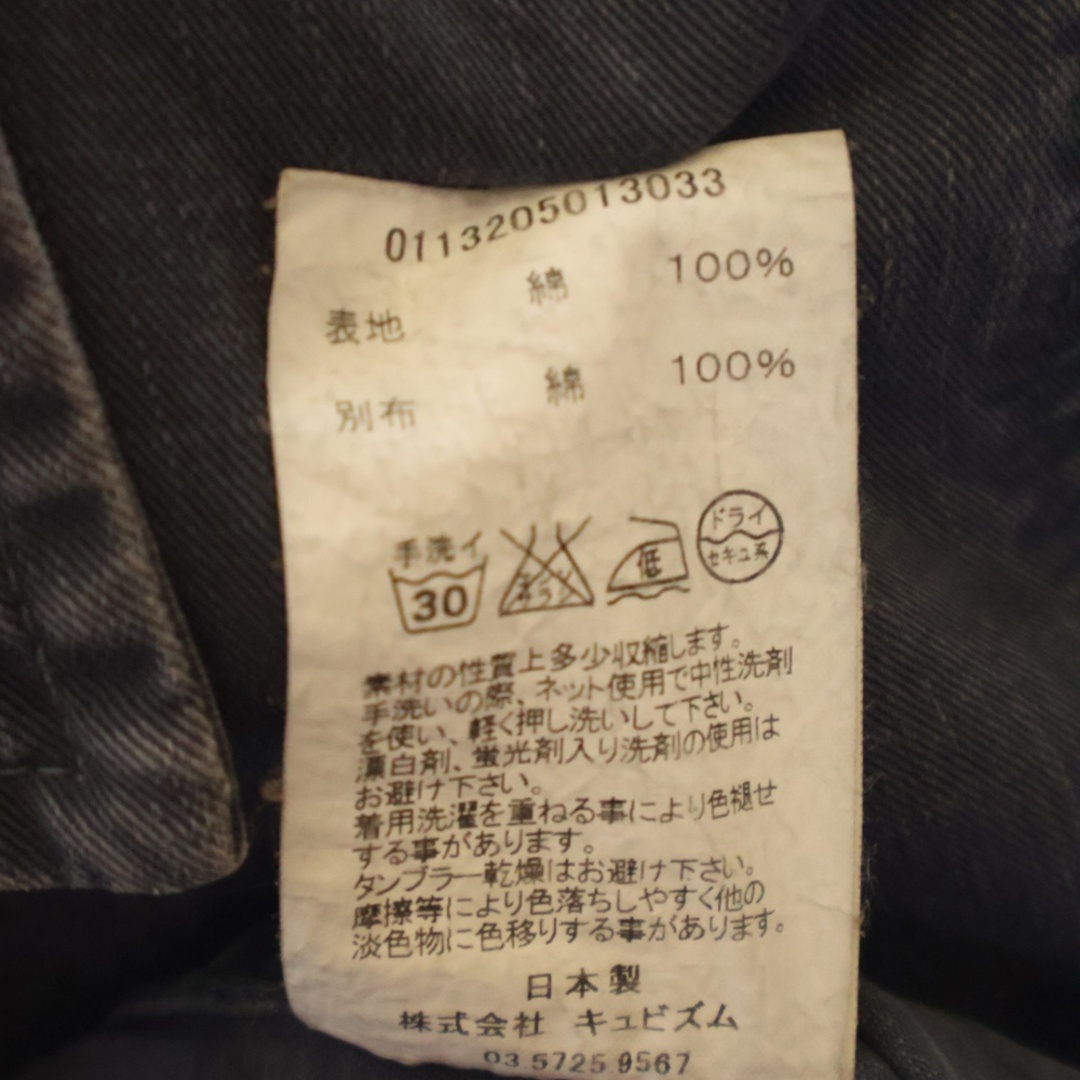 0113205013033
表地 綿 100%
別布 綿 100%
手洗イ
30
エンソ サラシ
低
ドライ
セキユ系
素材の性質上多少収縮します。
手洗いの際、ネット使用で中性洗剤
を使い、軽く押し洗いして下さい。
漂白剤、蛍光剤入り洗剤の使用は
お避け下さい。
着用洗濯を重ねる事により色褪せ
する事があります。
タンブラー乾燥はお避け下さい。
摩擦等により色落ちしやすく他の
淡色物に色移りする事があります。
日本製
株式会社 キュビズム
03.5725.9567